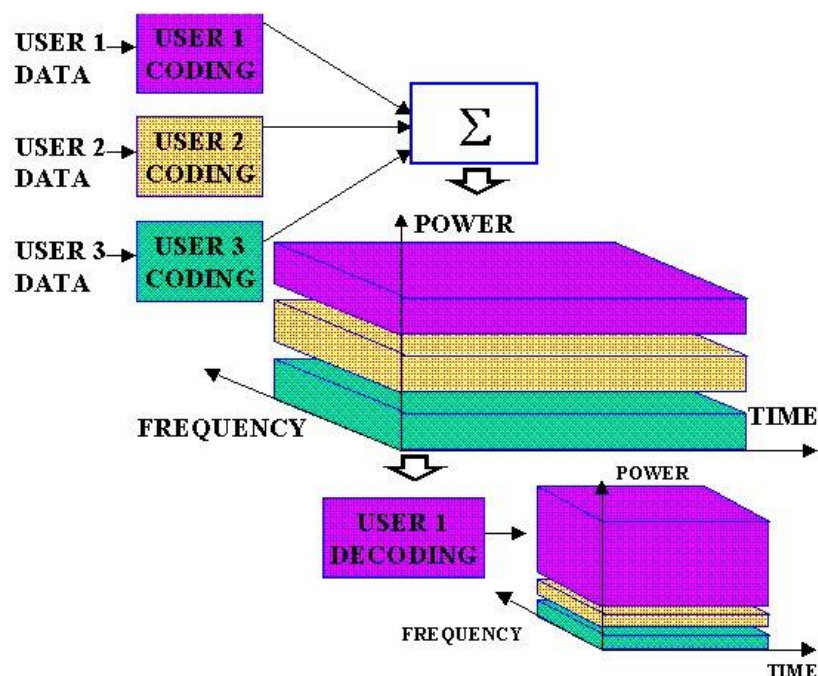 USER 1
DATA
USER 1
CODING
USER 2
DATA
USER 2
CODING
USER 3
DATA
USER 3
CODING
Σ
POWER
FREQUENCY
TIME
USER 1
DECODING
POWER
FREQUENCY
TIME